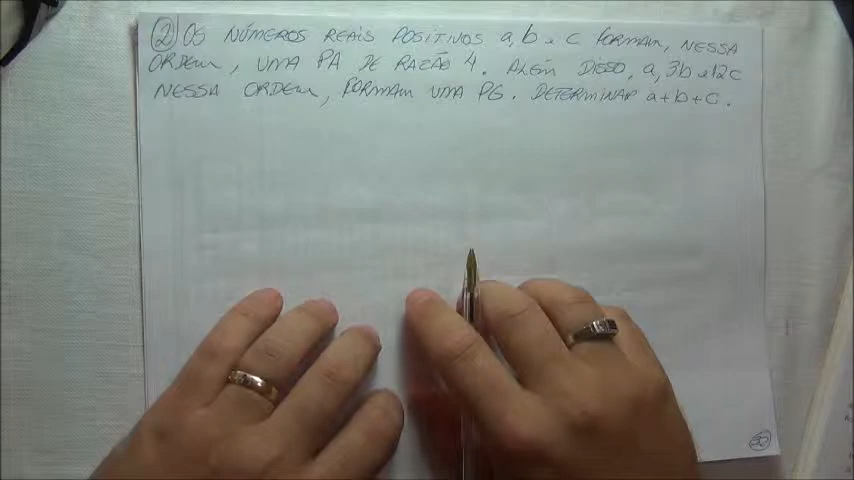 ② OS NÚMEROS REAIS POSITIVOS a, b e c FORMAM, NESSA
ORDEM, UMA PA DE RAZÃO 4. ALÉM DISSO, a, 3b e 12c
NESSA ORDEM, FORMAM UMA PG. DETERMINAR a+b+c.